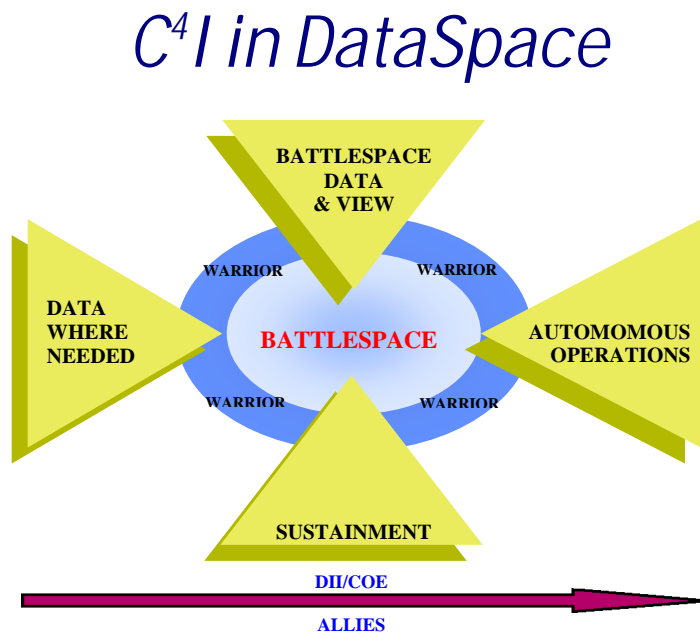 C⁴I in DataSpace
BATTLESPACE
DATA
& VIEW
WARRIOR
WARRIOR
DATA
WHERE
NEEDED
BATTLESPACE
AUTOMOMOUS
OPERATIONS
WARRIOR
WARRIOR
SUSTAINMENT
DII/COE
ALLIES